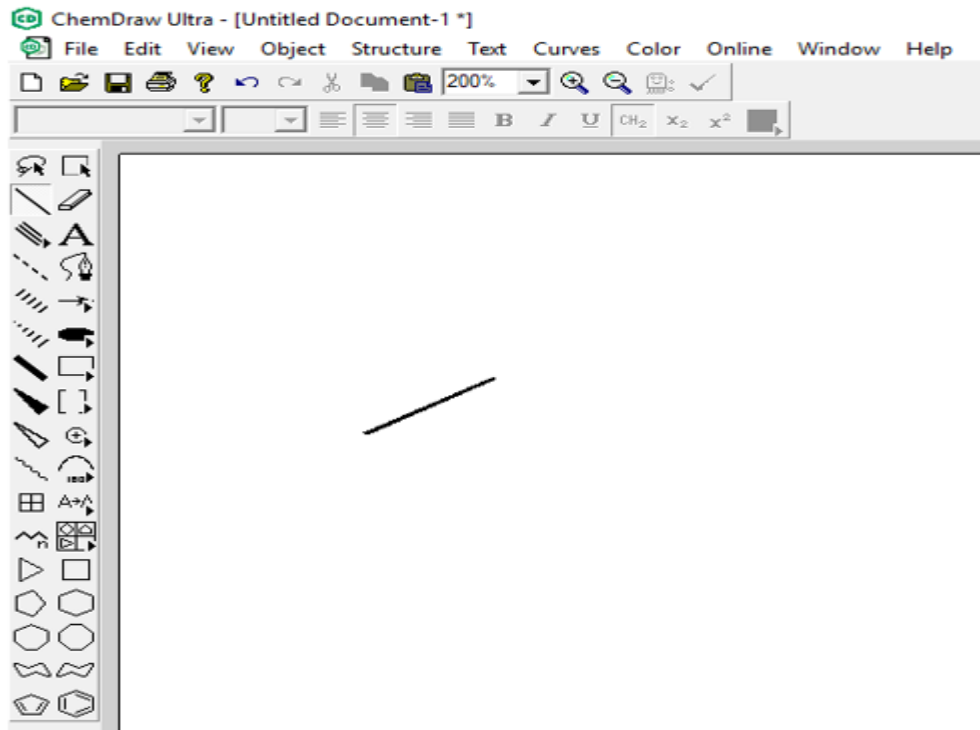 ChemDraw Ultra - [Untitled Document-1 *]
File Edit View Object Structure Text Curves Color Online Window Help
200%
B I U CH₂ X₂ X²
A
A
n